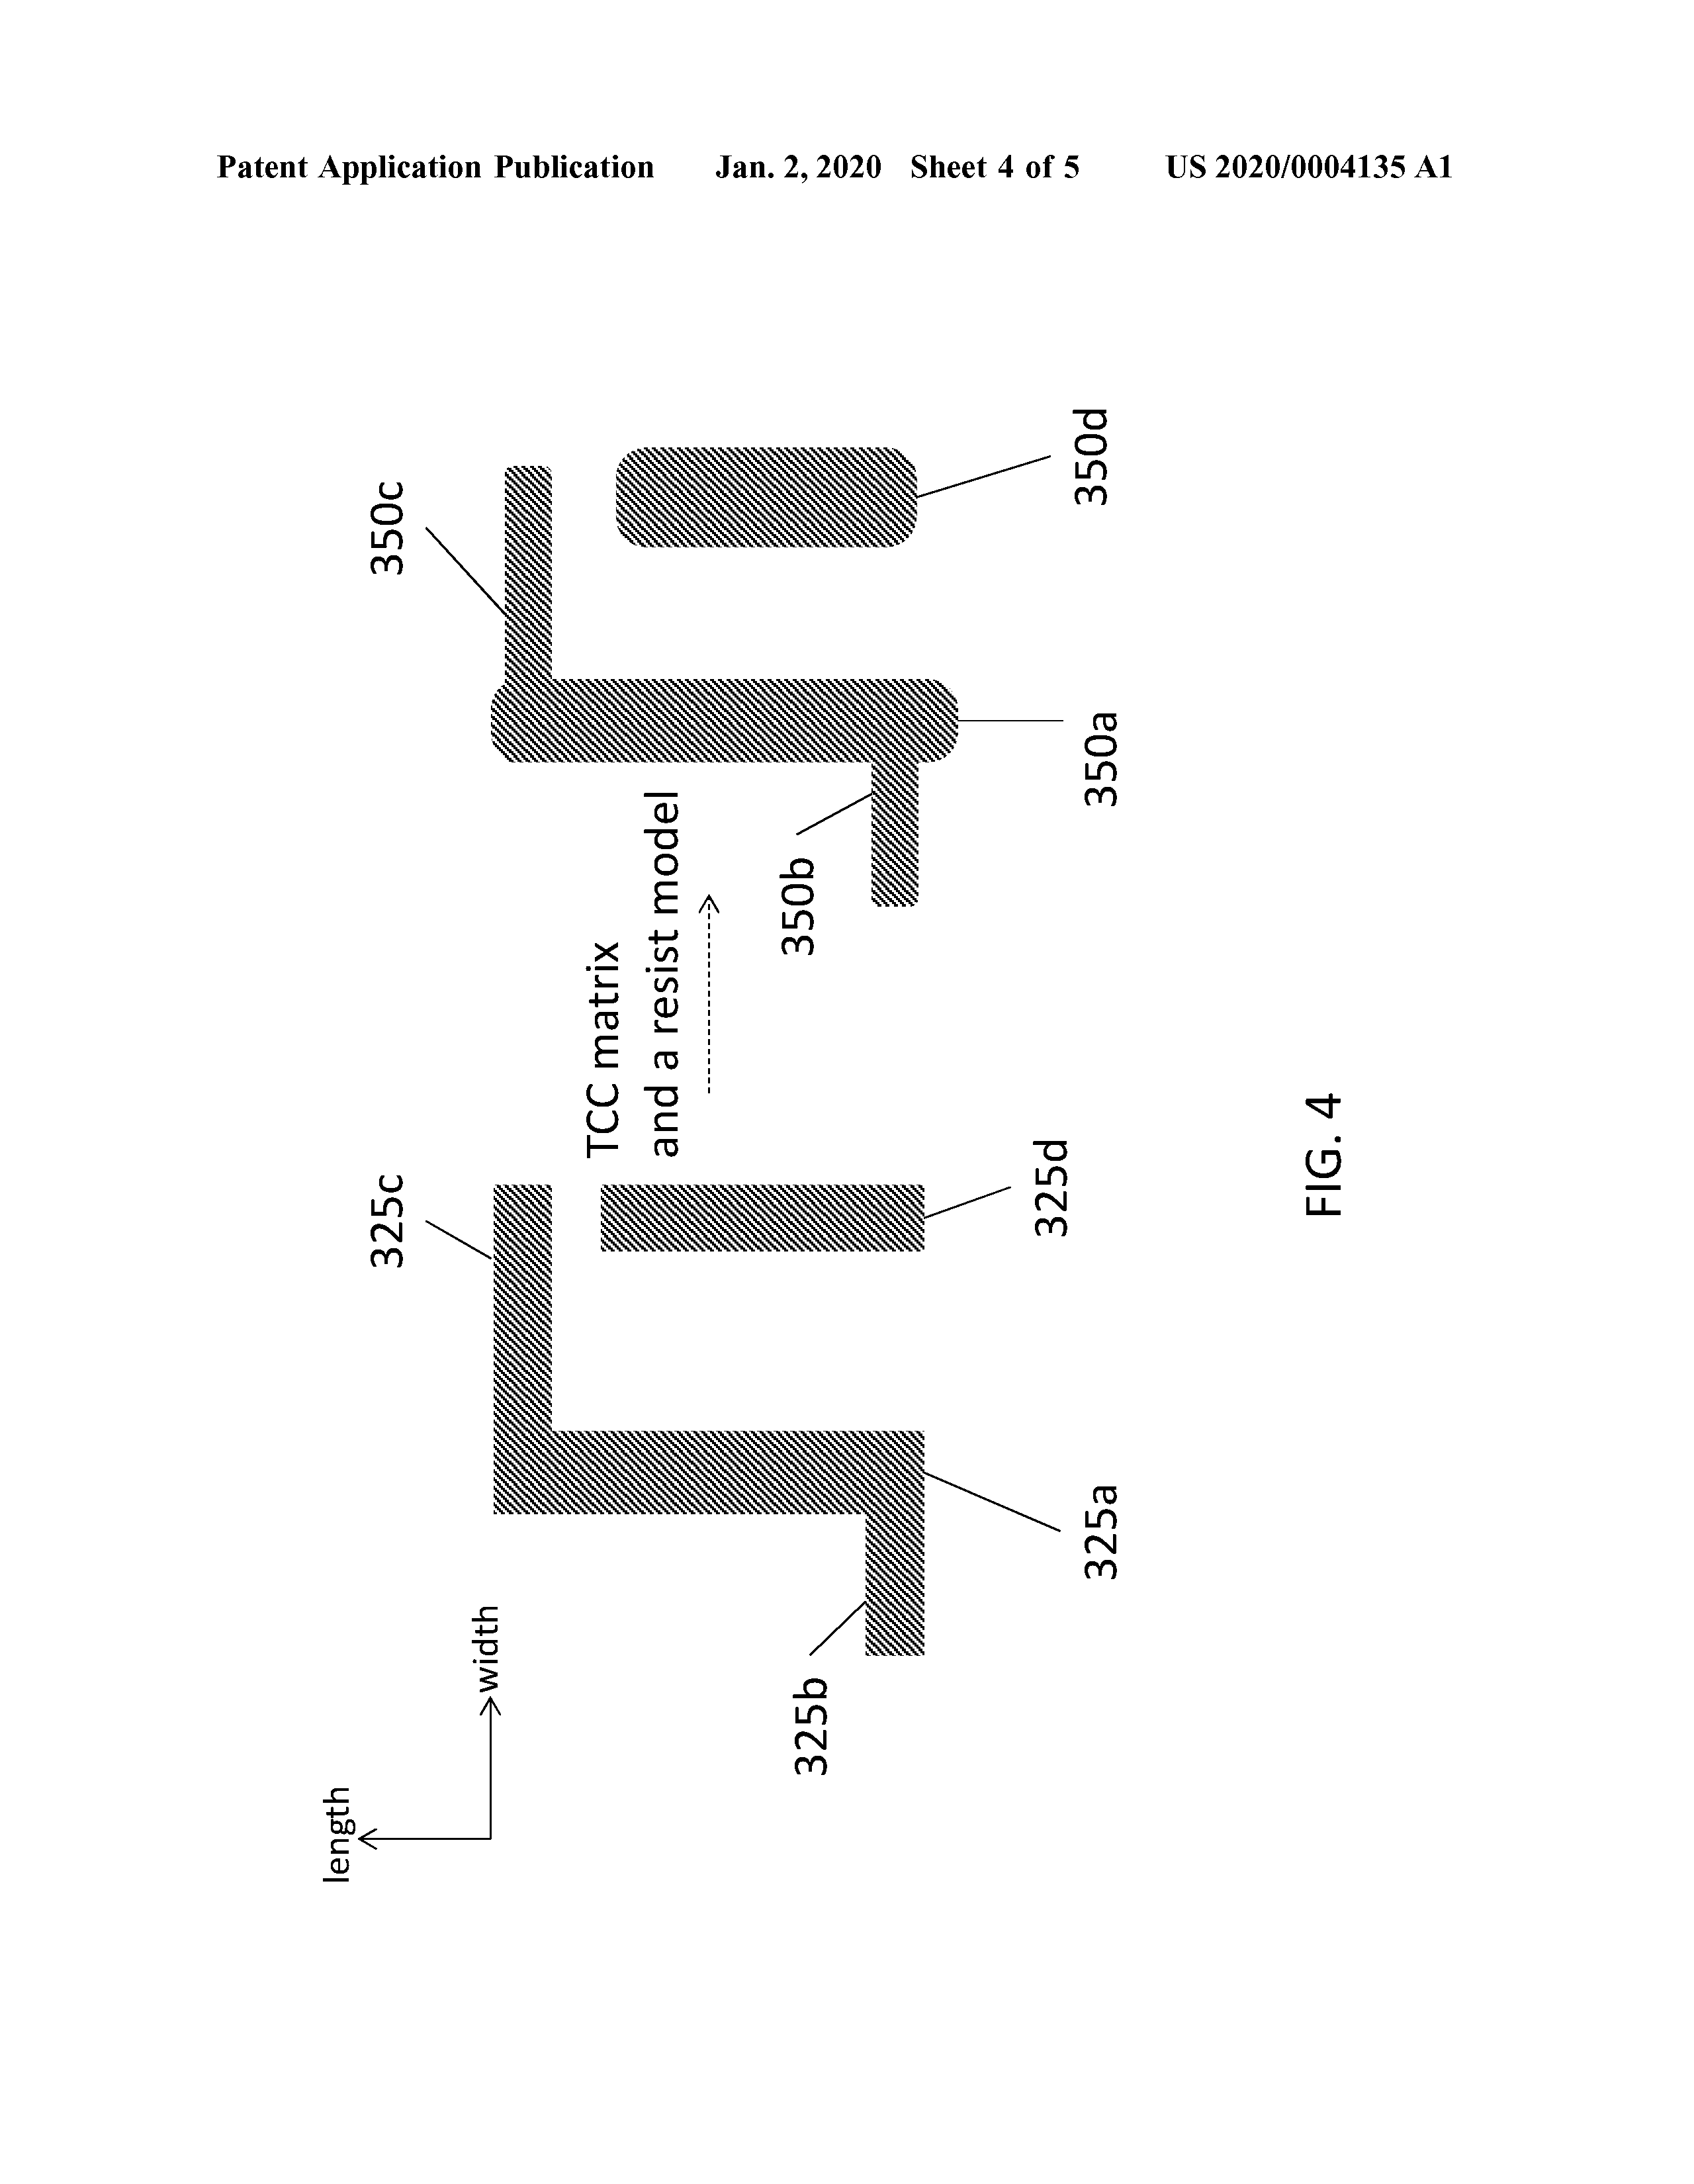 Patent Application Publication Jan. 2, 2020 Sheet 4 of 5 US 2020/0004135 A1
length
width
325b
325a
325c
325d
TCC matrix
and a resist model
350b
350a
350c
350d
FIG. 4